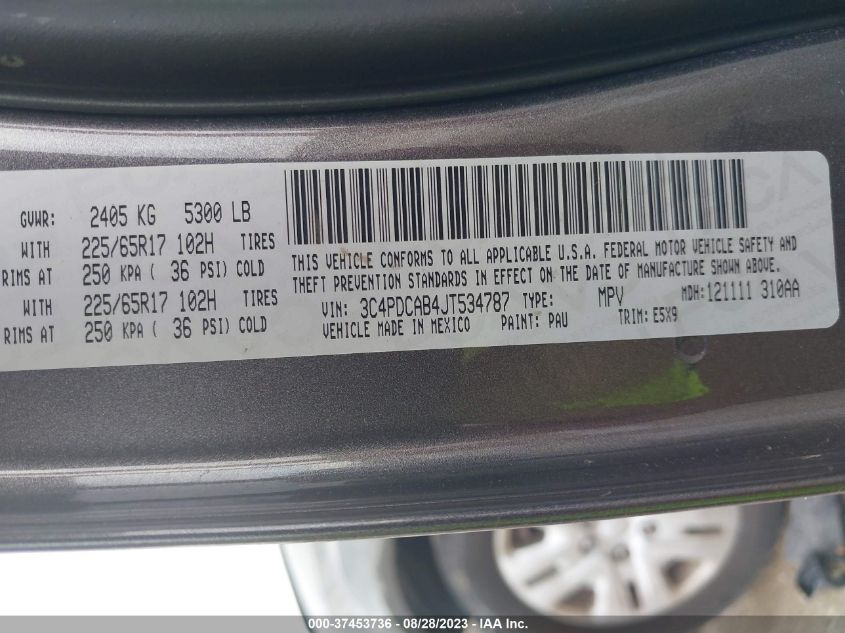 GVWR: 2405 KG 5300 LB
WITH 225/65R17 102H TIRES
RIMS AT 250 KPA ( 36 PSI) COLD
WITH 225/65R17 102H TIRES
RIMS AT 250 KPA ( 36 PSI) COLD
THIS VEHICLE CONFORMS TO ALL APPLICABLE U.S.A. FEDERAL MOTOR VEHICLE SAFETY AND
THEFT PREVENTION STANDARDS IN EFFECT ON THE DATE OF MANUFACTURE SHOWN ABOVE.
VIN: 3C4PDCAB4JT534787 TYPE: MPV MDH:121111 310AA
VEHICLE MADE IN MEXICO PAINT: PAU TRIM: E5X9
000-37453736 - 08/28/2023 - IAA Inc.